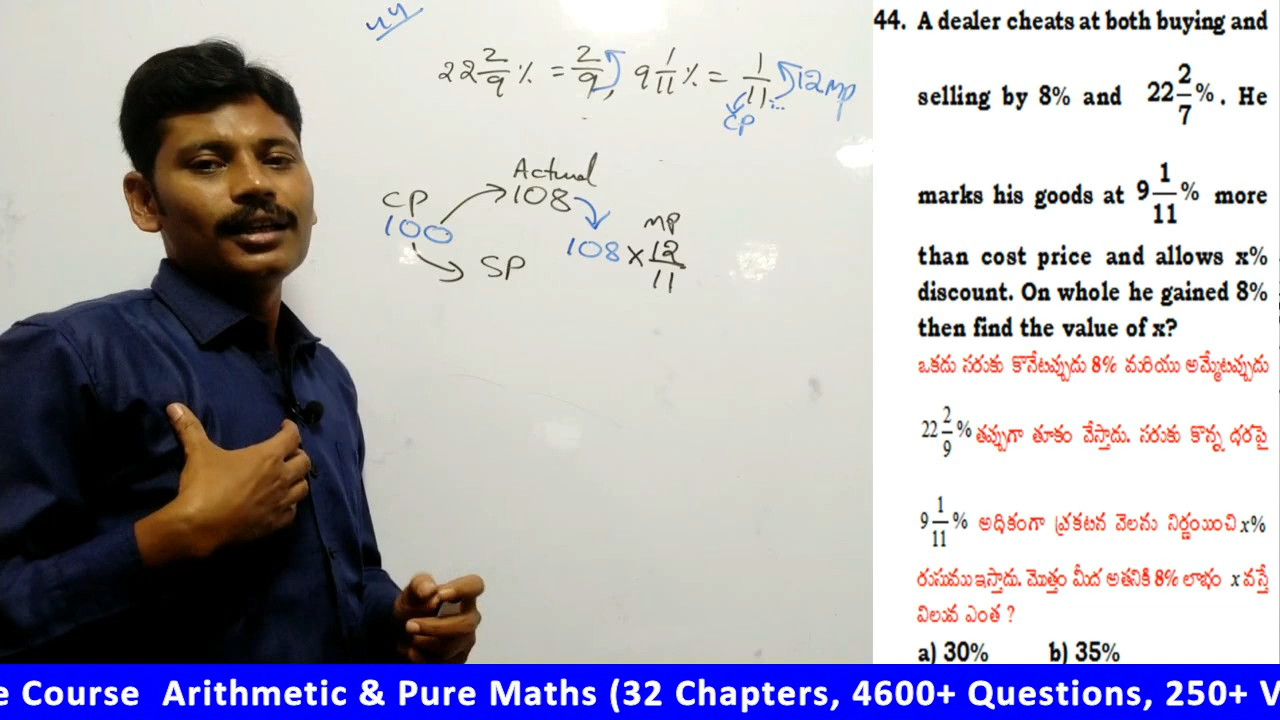 44
22 2/9 % = 2/9, 9 1/11 % = 1/11 12 MP
CP
Actual
CP 108 MP
100 108 × 12/11
SP
44. A dealer cheats at both buying and
selling by 8% and 22 2/7 %. He
marks his goods at 9 1/11 % more
than cost price and allows x%
discount. On whole he gained 8%
then find the value of x?
ఒకడు సరుకు కొనేటప్పుడు 8% మరియు అమ్మేటప్పుడు
22 2/9 % తప్పుగా తూకం వేస్తాడు. సరుకు కొన్న ధరపై
9 1/11 % అధికంగా ప్రకటన వెలను నిర్ణయించి x%
రుసుము ఇస్తాడు. మొత్తం మీద అతనికి 8% లాభం x వస్తే
విలువ ఎంత ?
a) 30% b) 35%
e Course Arithmetic & Pure Maths (32 Chapters, 4600+ Questions, 250+ V